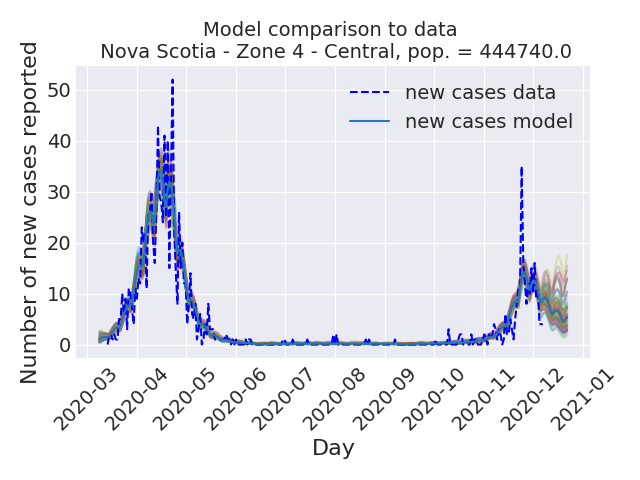 Model comparison to data
Nova Scotia - Zone 4 - Central, pop. = 444740.0
Number of new cases reported
50
40
30
20
10
0
new cases data
new cases model
2020-03
2020-04
2020-05
2020-06
2020-07
2020-08
2020-09
2020-10
2020-11
2020-12
2021-01
Day